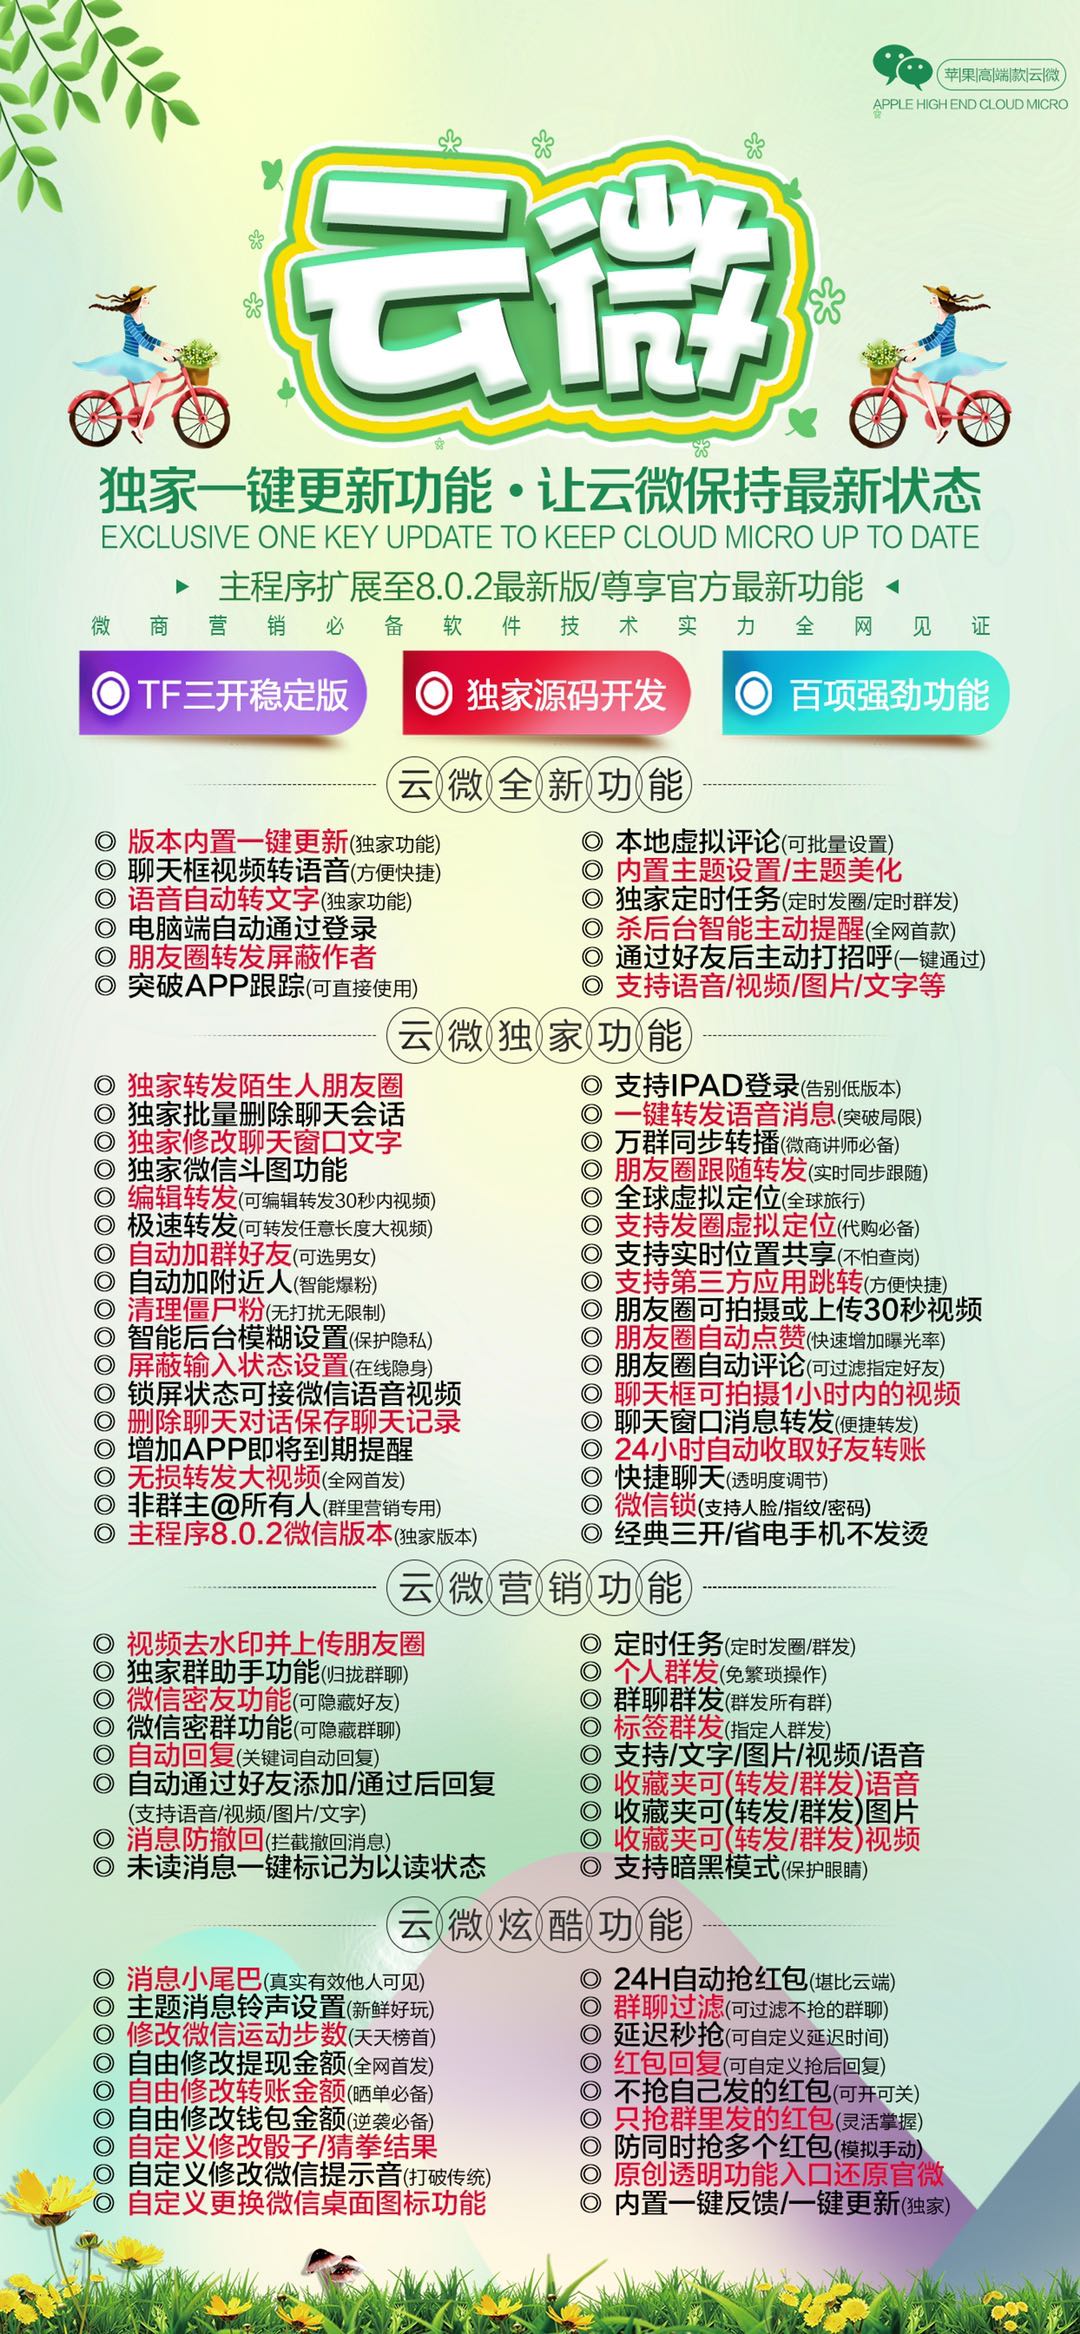 苹|果|高|端|款|云|微
APPLE HIGH END CLOUD MICRO
云微
独家一键更新功能·让云微保持最新状态
EXCLUSIVE ONE KEY UPDATE TO KEEP CLOUD MICRO UP TO DATE
主程序扩展至8.0.2最新版/尊享官方最新功能
微商营销必备软件技术实力全网见证
TF三开稳定版
独家源码开发
百项强劲功能
云微全新功能
版本内置一键更新(独家功能)
聊天框视频转语音(方便快捷)
语音自动转文字(独家功能)
电脑端自动通过登录
朋友圈转发屏蔽作者
突破APP跟踪(可直接使用)
本地虚拟评论(可批量设置)
内置主题设置/主题美化
独家定时任务(定时发圈/定时群发)
杀后台智能主动提醒(全网首款)
通过好友后主动打招呼(一键通过)
支持语音/视频/图片/文字等
云微独家功能
独家转发陌生人朋友圈
独家批量删除聊天会话
独家修改聊天窗口文字
独家微信斗图功能
编辑转发(可编辑转发30秒内视频)
极速转发(可转发任意长度大视频)
自动加群好友(可选男女)
自动加附近人(智能爆粉)
清理僵尸粉(无打扰无限制)
智能后台模糊设置(保护隐私)
屏蔽输入状态设置(在线隐身)
锁屏状态可接微信语音视频
删除聊天对话保存聊天记录
增加APP即将到期提醒
无损转发大视频(全网首发)
非群主@所有人(群里营销专用)
主程序8.0.2微信版本(独家版本)
支持IPAD登录(告别低版本)
一键转发语音消息(突破局限)
万群同步转播(微商讲师必备)
朋友圈跟随转发(实时同步跟随)
全球虚拟定位(全球旅行)
支持发圈虚拟定位(代购必备)
支持实时位置共享(不怕查岗)
支持第三方应用跳转(方便快捷)
朋友圈可拍摄或上传30秒视频
朋友圈自动点赞(快速增加曝光率)
朋友圈自动评论(可过滤指定好友)
聊天框可拍摄1小时内的视频
聊天窗口消息转发(便捷转发)
24小时自动收取好友转账
快捷聊天(透明度调节)
微信锁(支持人脸/指纹/密码)
经典三开/省电手机不发烫
云微营销功能
视频去水印并上传朋友圈
独家群助手功能(归拢群聊)
微信密友功能(可隐藏好友)
微信密群功能(可隐藏群聊)
自动回复(关键词自动回复)
自动通过好友添加/通过后回复
(支持语音/视频/图片/文字)
消息防撤回(拦截撤回消息)
未读消息一键标记为以读状态
定时任务(定时发圈/群发)
个人群发(免繁琐操作)
群聊群发(群发所有群)
标签群发(指定人群发)
支持/文字/图片/视频/语音
收藏夹可(转发/群发)语音
收藏夹可(转发/群发)图片
收藏夹可(转发/群发)视频
支持暗黑模式(保护眼睛)
云微炫酷功能
消息小尾巴(真实有效他人可见)
主题消息铃声设置(新鲜好玩)
修改微信运动步数(天天榜首)
自由修改提现金额(全网首发)
自由修改转账金额(晒单必备)
自由修改钱包金额(逆袭必备)
自定义修改骰子/猜拳结果
自定义修改微信提示音(打破传统)
自定义更换微信桌面图标功能
24H自动抢红包(堪比云端)
群聊过滤(可过滤不抢的群聊)
延迟秒抢(可自定义延迟时间)
红包回复(可自定义抢后回复)
不抢自己发的红包(可开可关)
只抢群里发的红包(灵活掌握)
防同时抢多个红包(模拟手动)
原创透明功能入口还原官微
内置一键反馈/一键更新(独家)